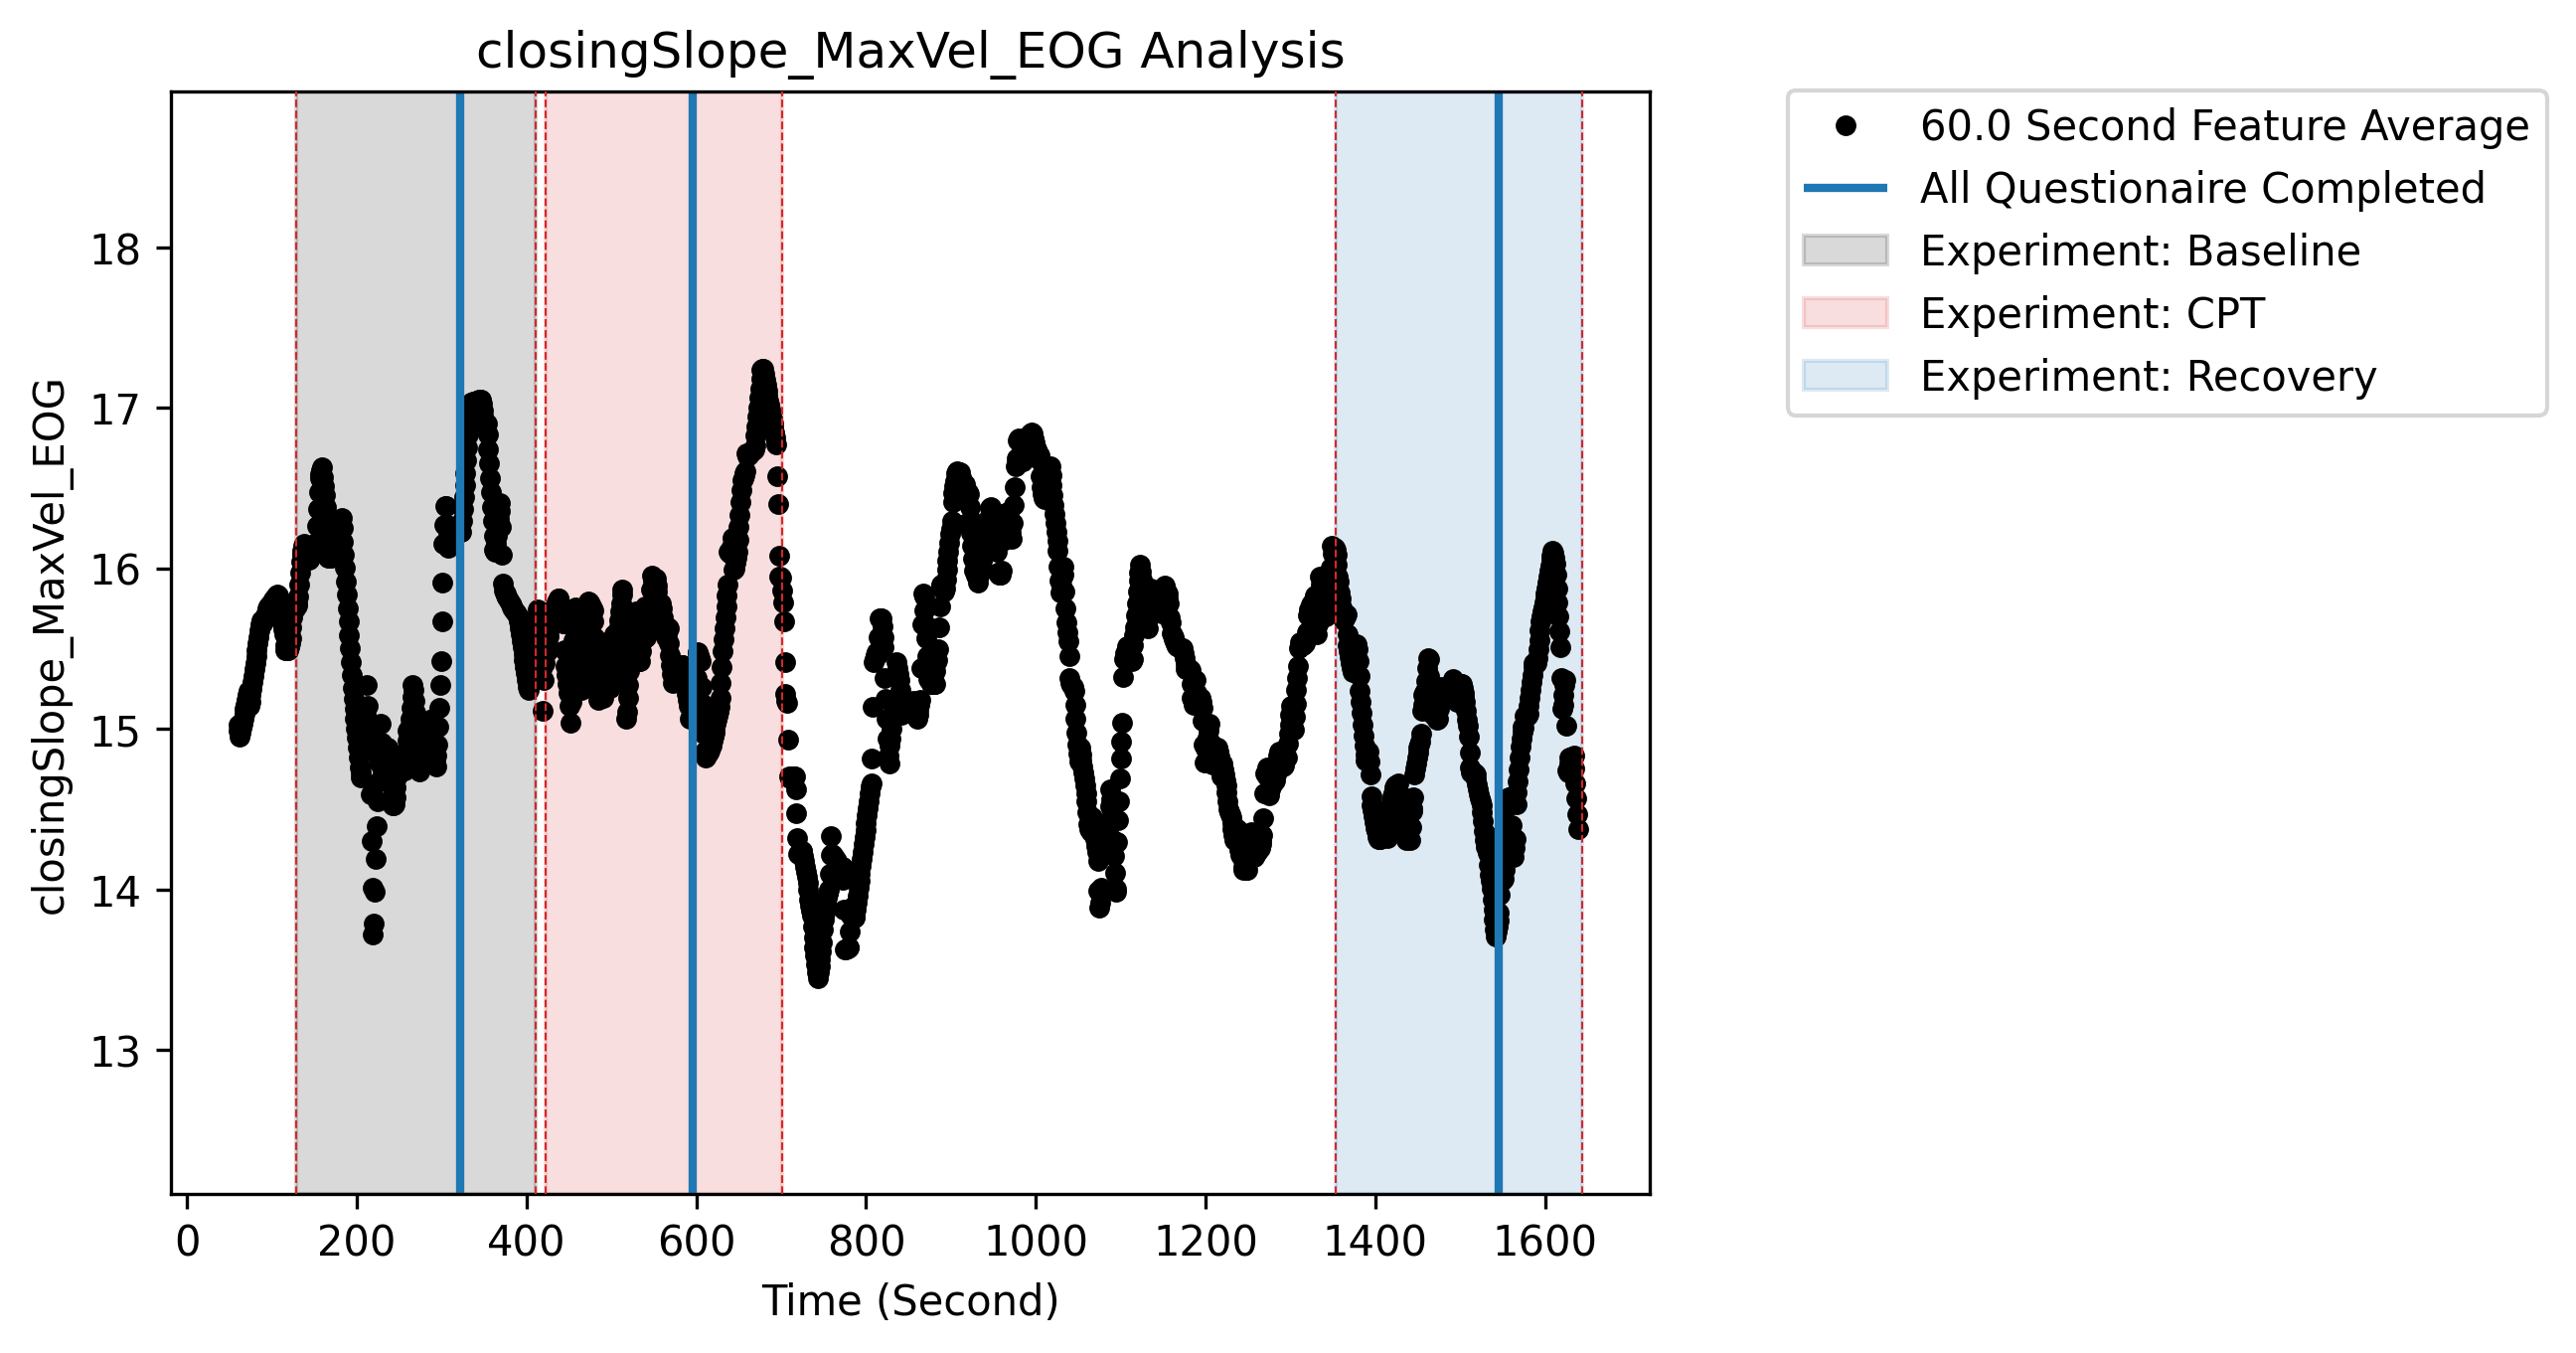 closingSlope_MaxVel_EOG Analysis
60.0 Second Feature Average
All Questionaire Completed
Experiment: Baseline
Experiment: CPT
Experiment: Recovery
closingSlope_MaxVel_EOG
18
17
16
15
14
13
0 200 400 600 800 1000 1200 1400 1600
Time (Second)